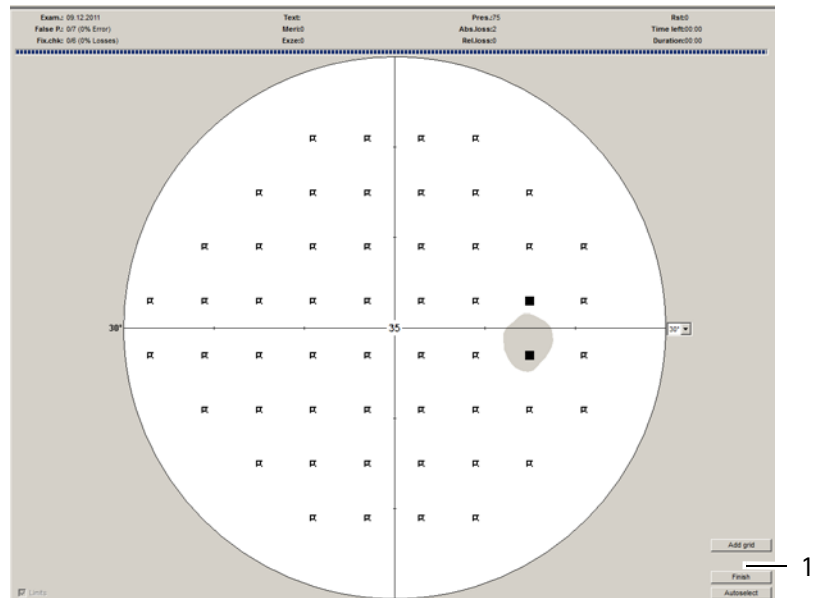 Exam.: 09.12.2011 Text: Pres.:75 Rst:0
False P.: 0/7 (0% Error) Meri:0 Abs.loss:2 Time left:00:00
Fix.chk: 0/6 (0% Losses) Exze:0 Rel.loss:0 Duration:00:00
30° 35 30°
Add grid
1
Finish
Limits Autoselect